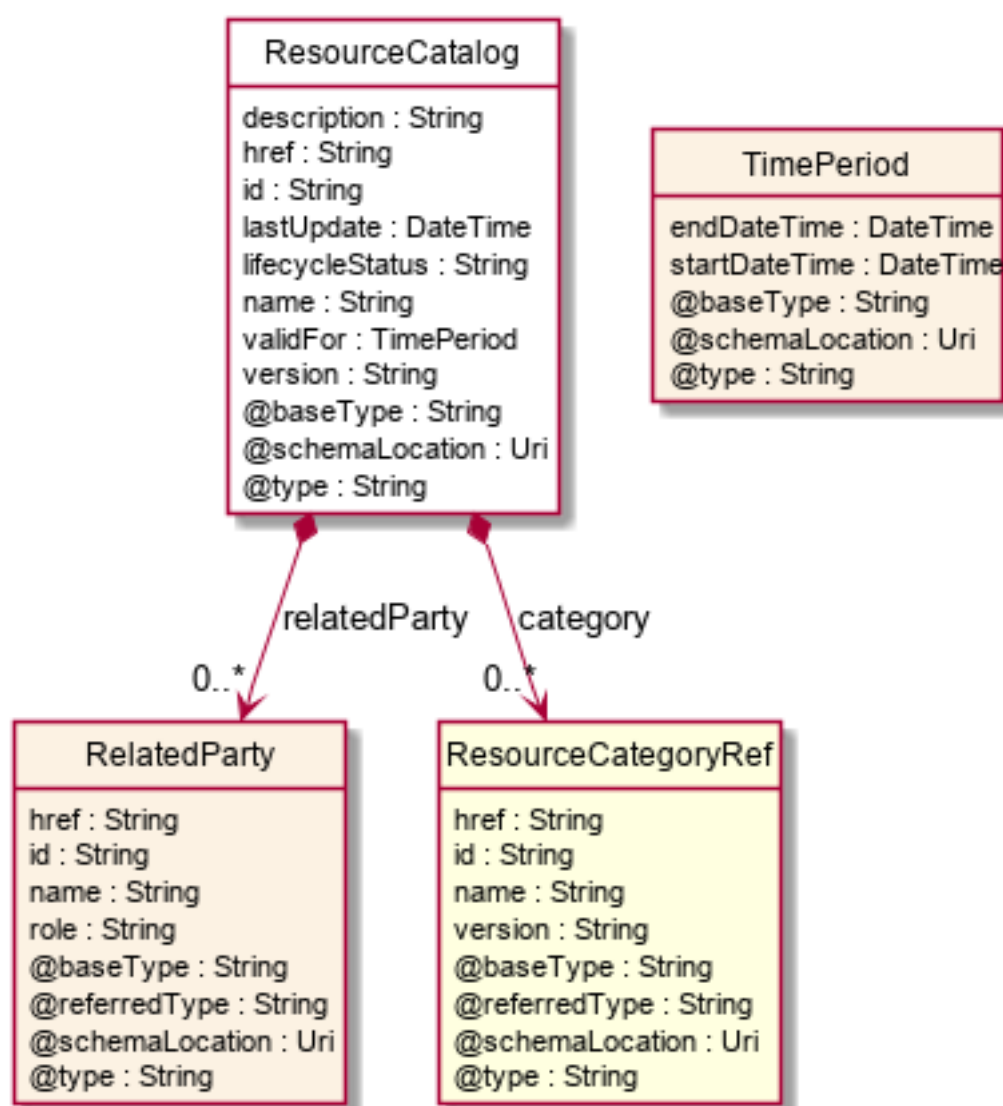 ResourceCatalog
description : String
href : String
id : String
lastUpdate : DateTime
lifecycleStatus : String
name : String
validFor : TimePeriod
version : String
@baseType : String
@schemaLocation : Uri
@type : String
TimePeriod
endDateTime : DateTime
startDateTime : DateTime
@baseType : String
@schemaLocation : Uri
@type : String
relatedParty
category
0..*
0..*
RelatedParty
href : String
id : String
name : String
role : String
@baseType : String
@referredType : String
@schemaLocation : Uri
@type : String
ResourceCategoryRef
href : String
id : String
name : String
version : String
@baseType : String
@referredType : String
@schemaLocation : Uri
@type : String